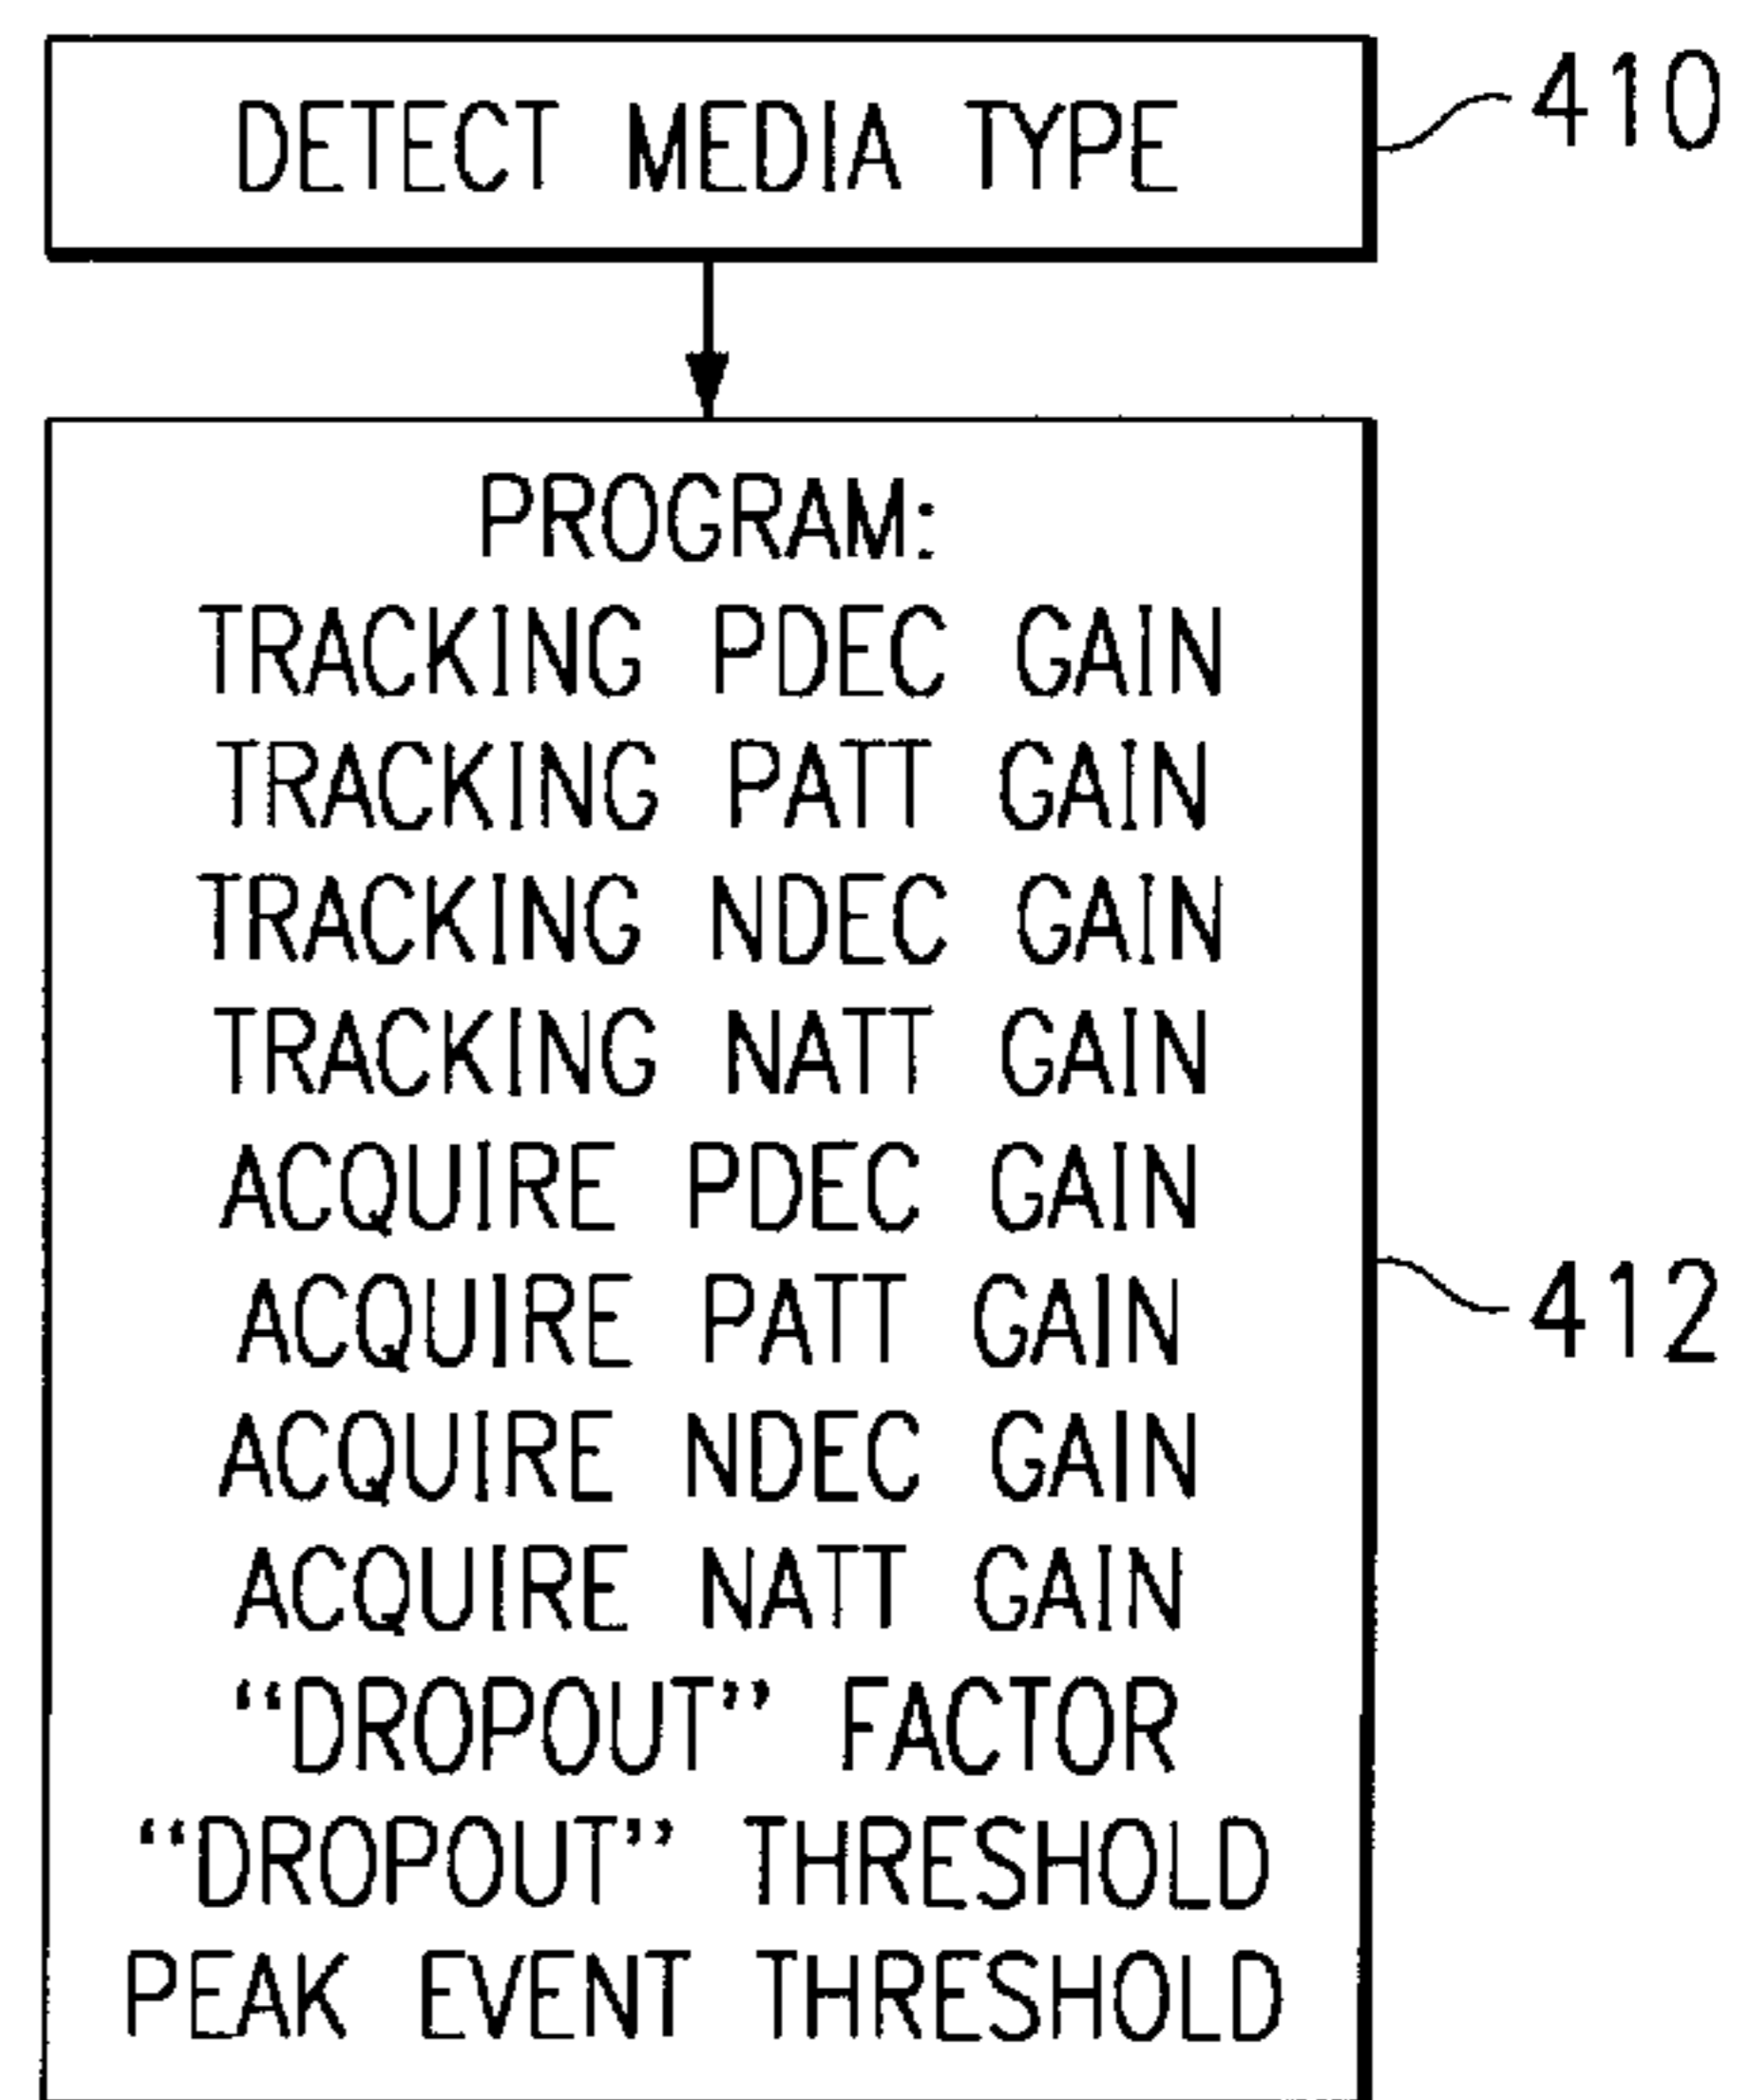 DETECT MEDIA TYPE
410
PROGRAM:
TRACKING PDEC GAIN
TRACKING PATT GAIN
TRACKING NDEC GAIN
TRACKING NATT GAIN
ACQUIRE PDEC GAIN
ACQUIRE PATT GAIN
ACQUIRE NDEC GAIN
ACQUIRE NATT GAIN
“DROPOUT” FACTOR
“DROPOUT” THRESHOLD
PEAK EVENT THRESHOLD
412